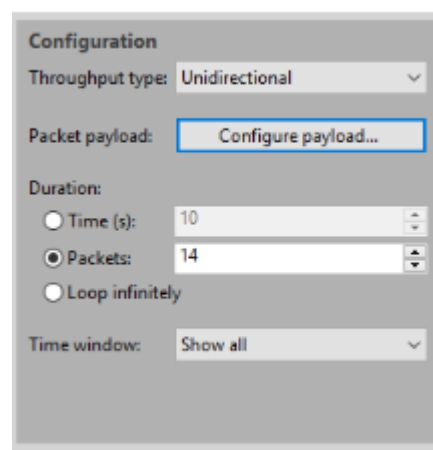 Configuration
Throughput type: Unidirectional
Packet payload: Configure payload...
Duration:
Time (s): 10
Packets: 14
Loop infinitely
Time window: Show all